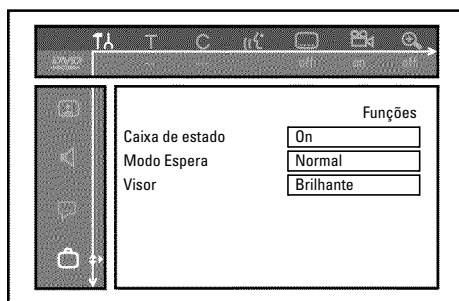 T C
DVD off on off
Funções
Caixa de estado On
Modo Espera Normal
Visor Brilhante